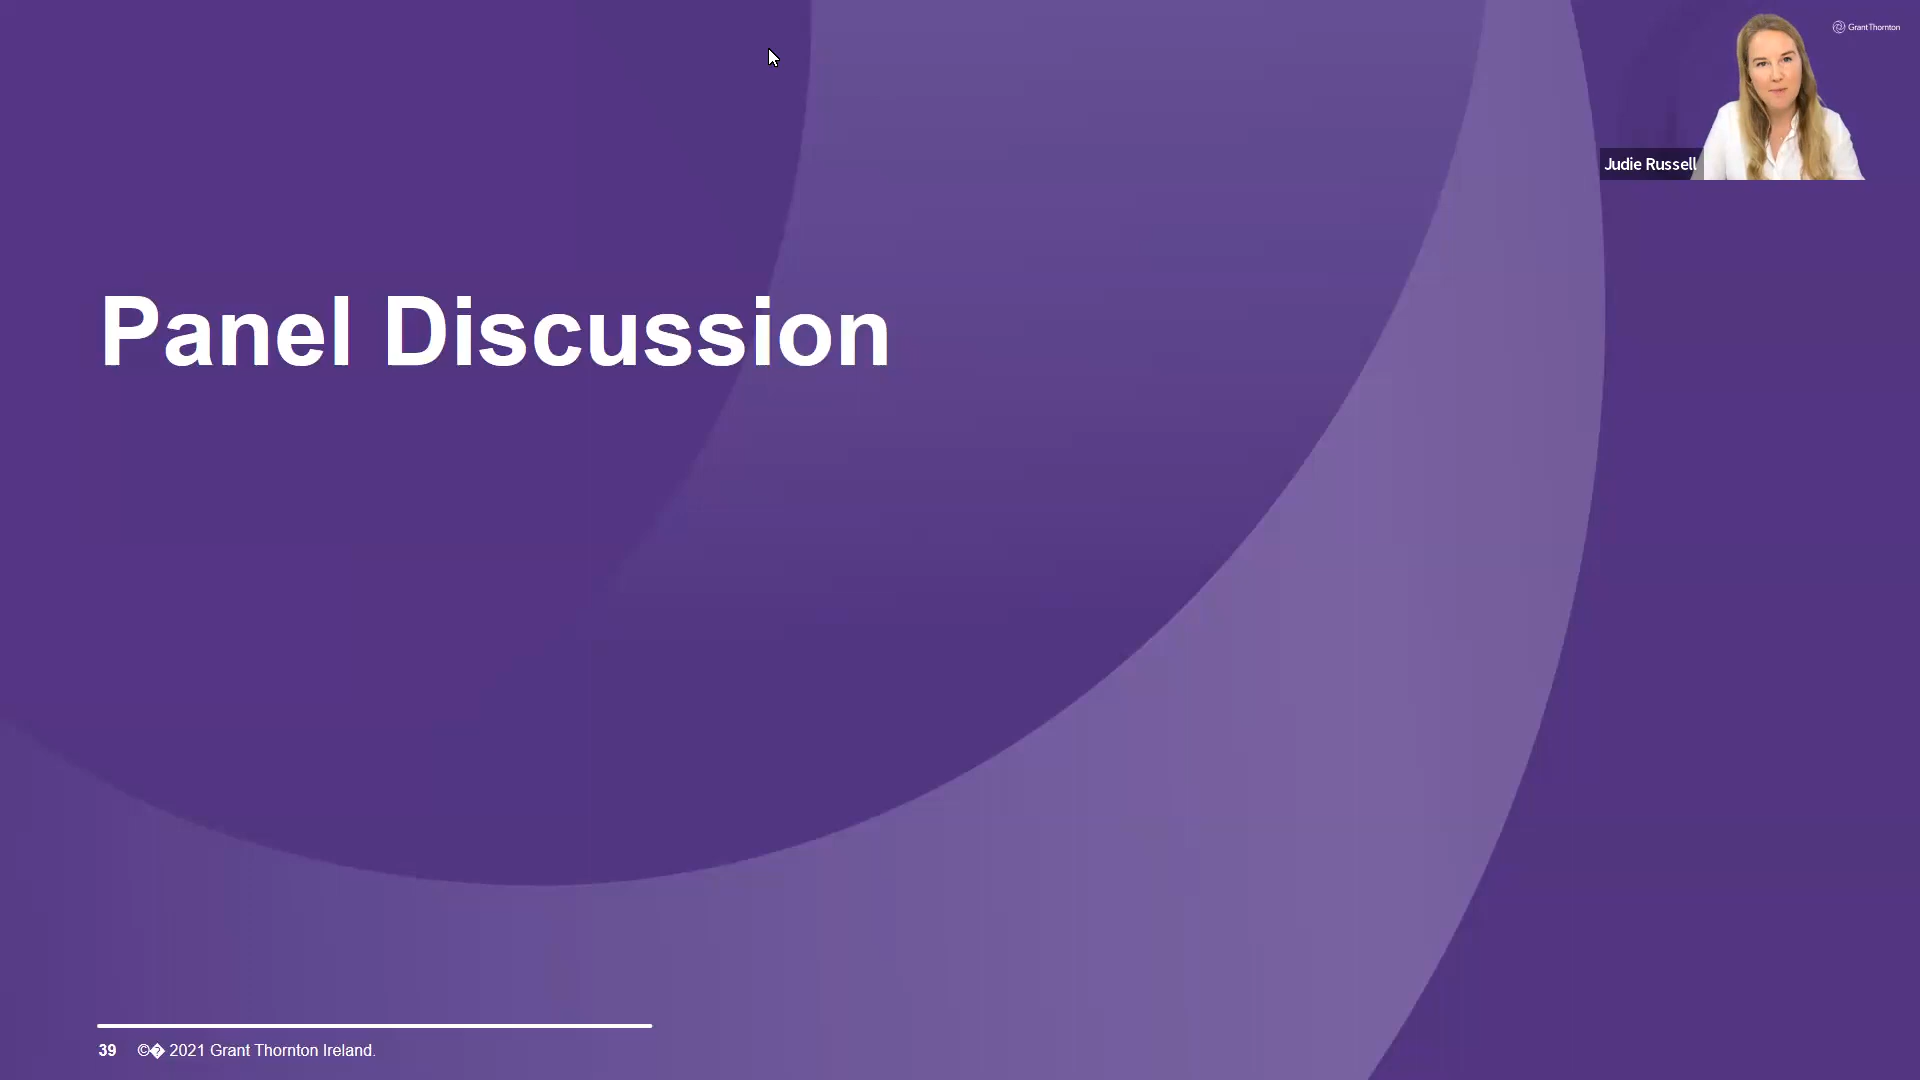 Grant Thornton
Judie Russell
Panel Discussion
39 ©� 2021 Grant Thornton Ireland.